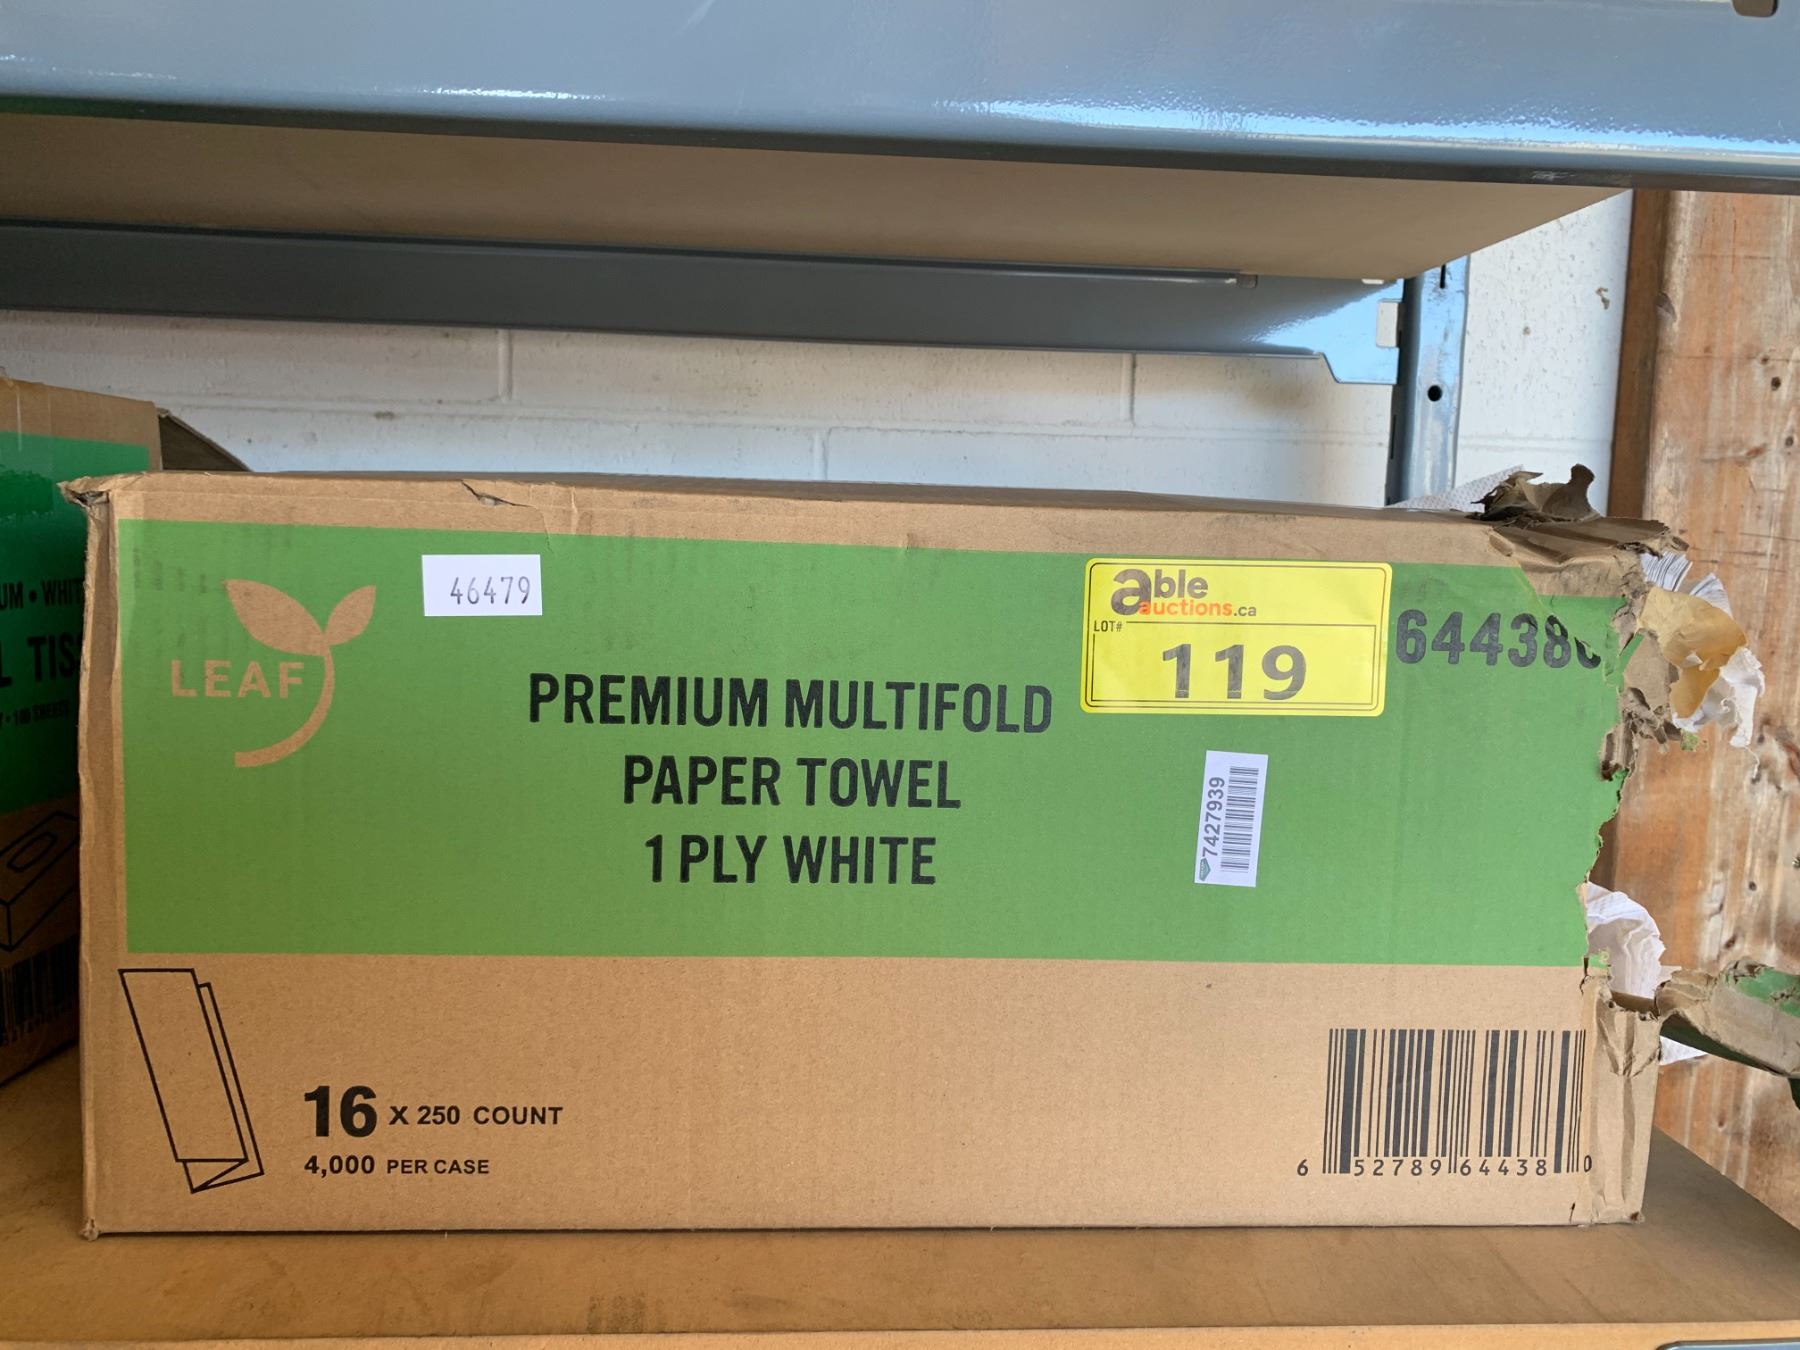 46479
able
auctions.ca
LOT#
119
64438
LEAF
PREMIUM MULTIFOLD
PAPER TOWEL
1 PLY WHITE
7427939
16 X 250 COUNT
4,000 PER CASE
6 52789 64438 0